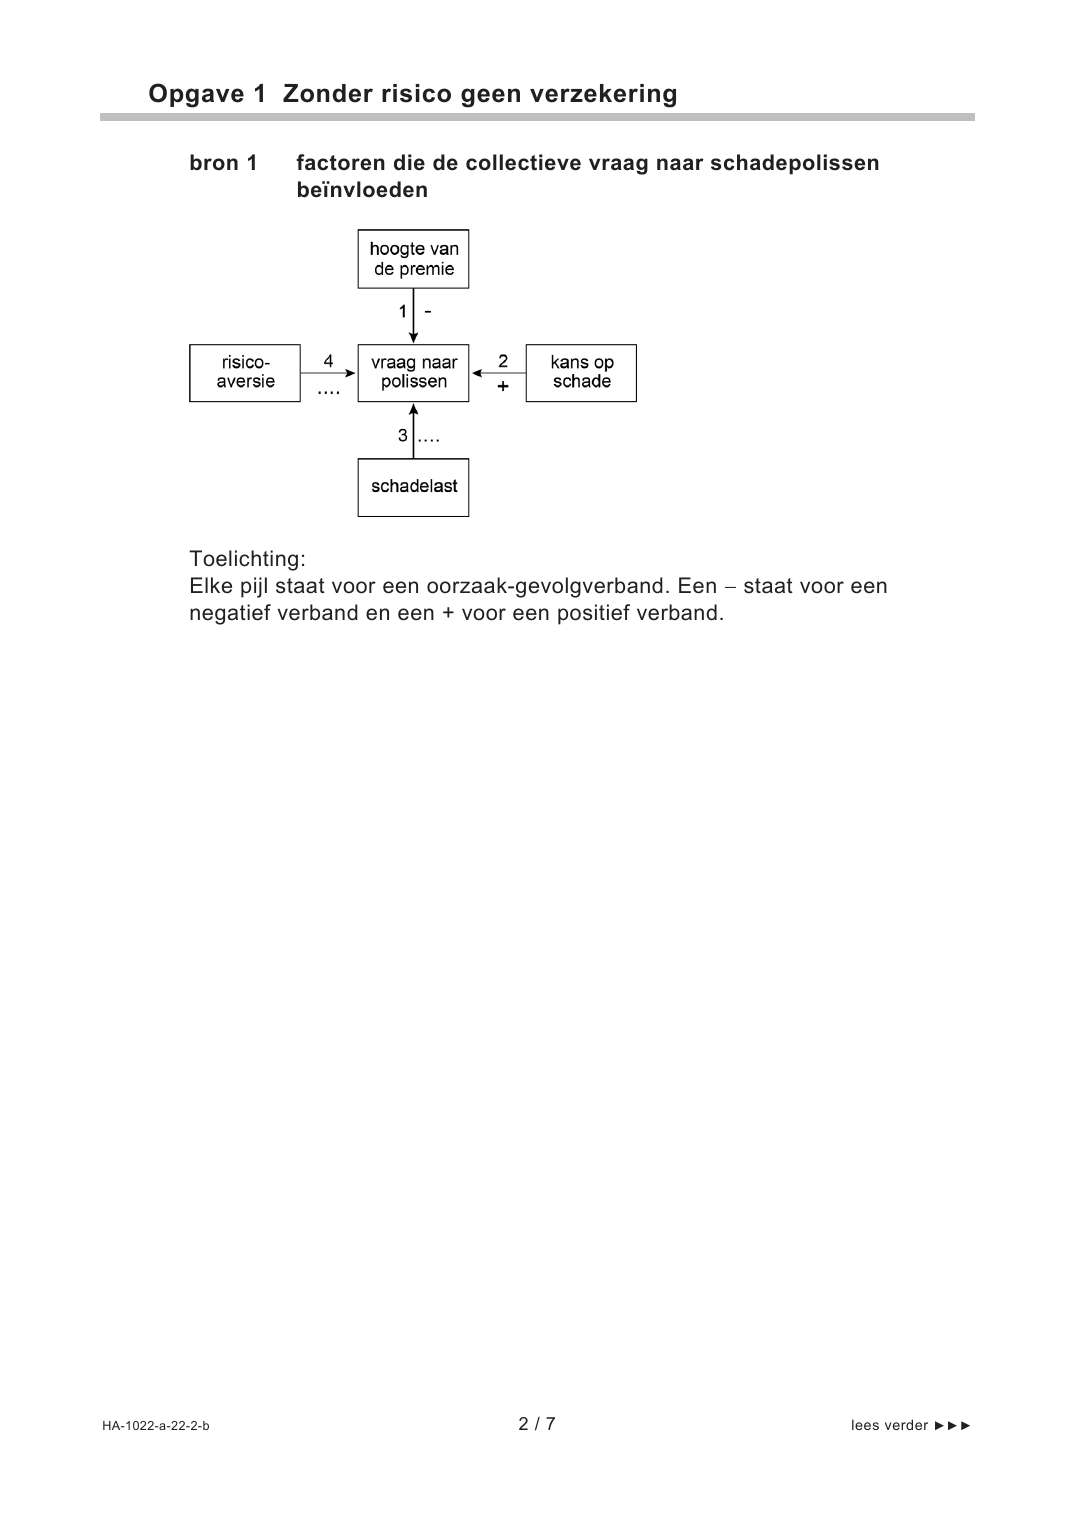 Opgave 1  Zonder risico geen verzekering
bron 1 factoren die de collectieve vraag naar schadepolissen
beïnvloeden
hoogte van
de premie
1 -
risico-
aversie
4
....
vraag naar
polissen
2
+
kans op
schade
3 ....
schadelast
Toelichting:
Elke pijl staat voor een oorzaak-gevolgverband. Een – staat voor een
negatief verband en een + voor een positief verband.
HA-1022-a-22-2-b 2 / 7 lees verder ►►►